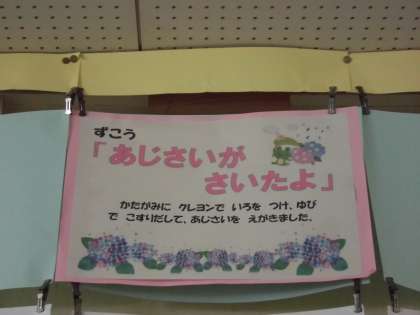 ずこう
「あじさいが
さいたよ」
かたがみに クレヨンで いろを つけ、ゆび
で こすりだして、あじさいを えがきました。